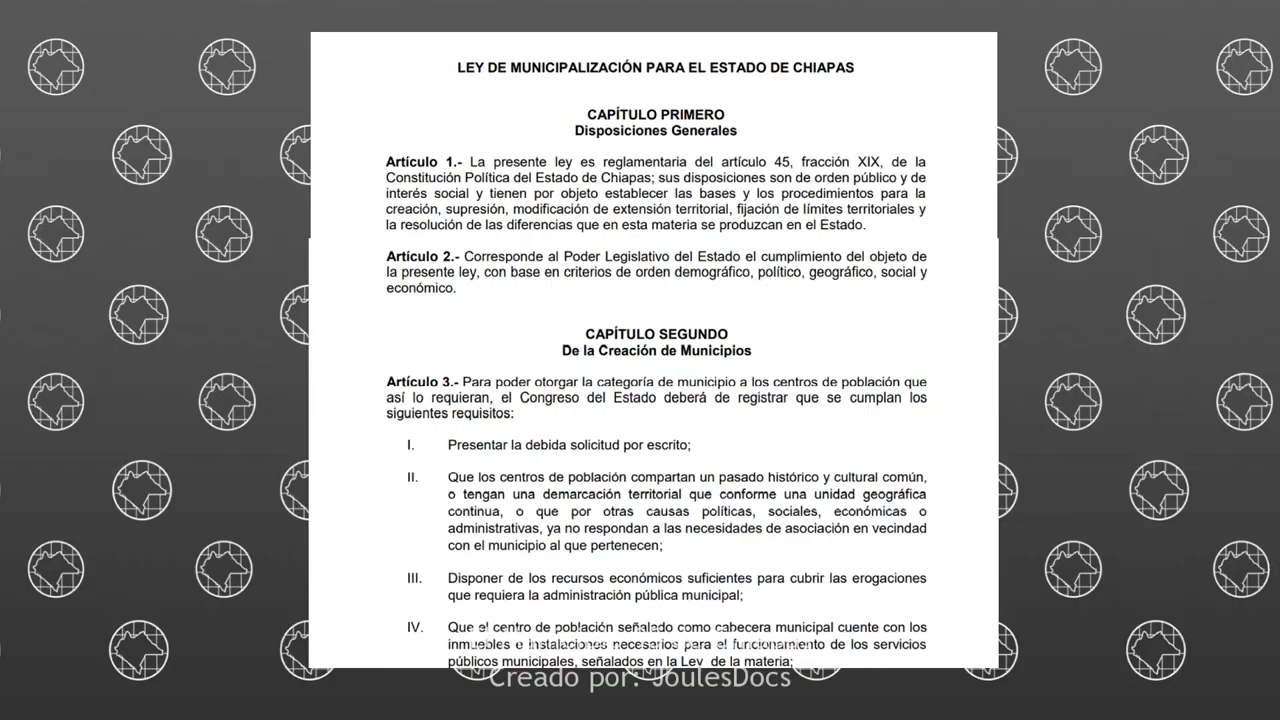 LEY DE MUNICIPALIZACIÓN PARA EL ESTADO DE CHIAPAS
CAPÍTULO PRIMERO
Disposiciones Generales
Artículo 1.- La presente ley es reglamentaria del artículo 45, fracción XIX, de la
Constitución Política del Estado de Chiapas; sus disposiciones son de orden público y de
interés social y tienen por objeto establecer las bases y los procedimientos para la
creación, supresión, modificación de extensión territorial, fijación de límites territoriales y
la resolución de las diferencias que en esta materia se produzcan en el Estado.
Artículo 2.- Corresponde al Poder Legislativo del Estado el cumplimiento del objeto de
la presente ley, con base en criterios de orden demográfico, político, geográfico, social y
económico.
CAPÍTULO SEGUNDO
De la Creación de Municipios
Artículo 3.- Para poder otorgar la categoría de municipio a los centros de población que
así lo requieran, el Congreso del Estado deberá de registrar que se cumplan los
siguientes requisitos:
I. Presentar la debida solicitud por escrito;
II. Que los centros de población compartan un pasado histórico y cultural común,
o tengan una demarcación territorial que conforme una unidad geográfica
continua, o que por otras causas políticas, sociales, económicas o
administrativas, ya no respondan a las necesidades de asociación en vecindad
con el municipio al que pertenecen;
III. Disponer de los recursos económicos suficientes para cubrir las erogaciones
que requiera la administración pública municipal;
IV. Que el centro de población señalado como cabecera municipal cuente con los
inmuebles e instalaciones necesarios para el funcionamiento de los servicios
públicos municipales, señalados en la Ley de la materia;
Creado por: JoulesDocs